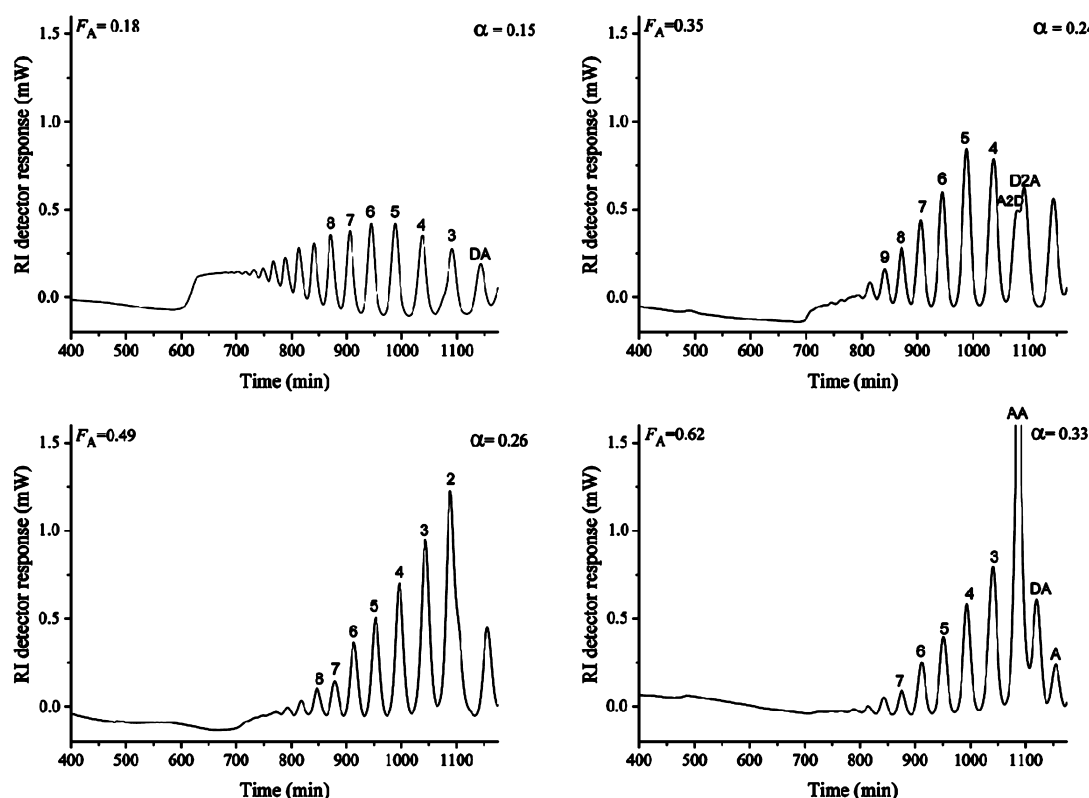 F_A = 0.18
α = 0.15
RI detector response (mW)
1.5
1.0
0.5
0.0
8
7
6
5
4
3
DA
400 500 600 700 800 900 1000 1100
Time (min)
F_A=0.35
α = 0.24
RI detector response (mW)
1.5
1.0
0.5
0.0
9
8
7
6
5
4
D2A
A2D
400 500 600 700 800 900 1000 1100
Time (min)
F_A=0.49
α= 0.26
RI detector response (mW)
1.5
1.0
0.5
0.0
8
7
6
5
4
3
2
400 500 600 700 800 900 1000 1100
Time (min)
F_A=0.62
α= 0.33
RI detector response (mW)
1.5
1.0
0.5
0.0
7
6
5
4
3
AA
DA
A
400 500 600 700 800 900 1000 1100
Time (min)